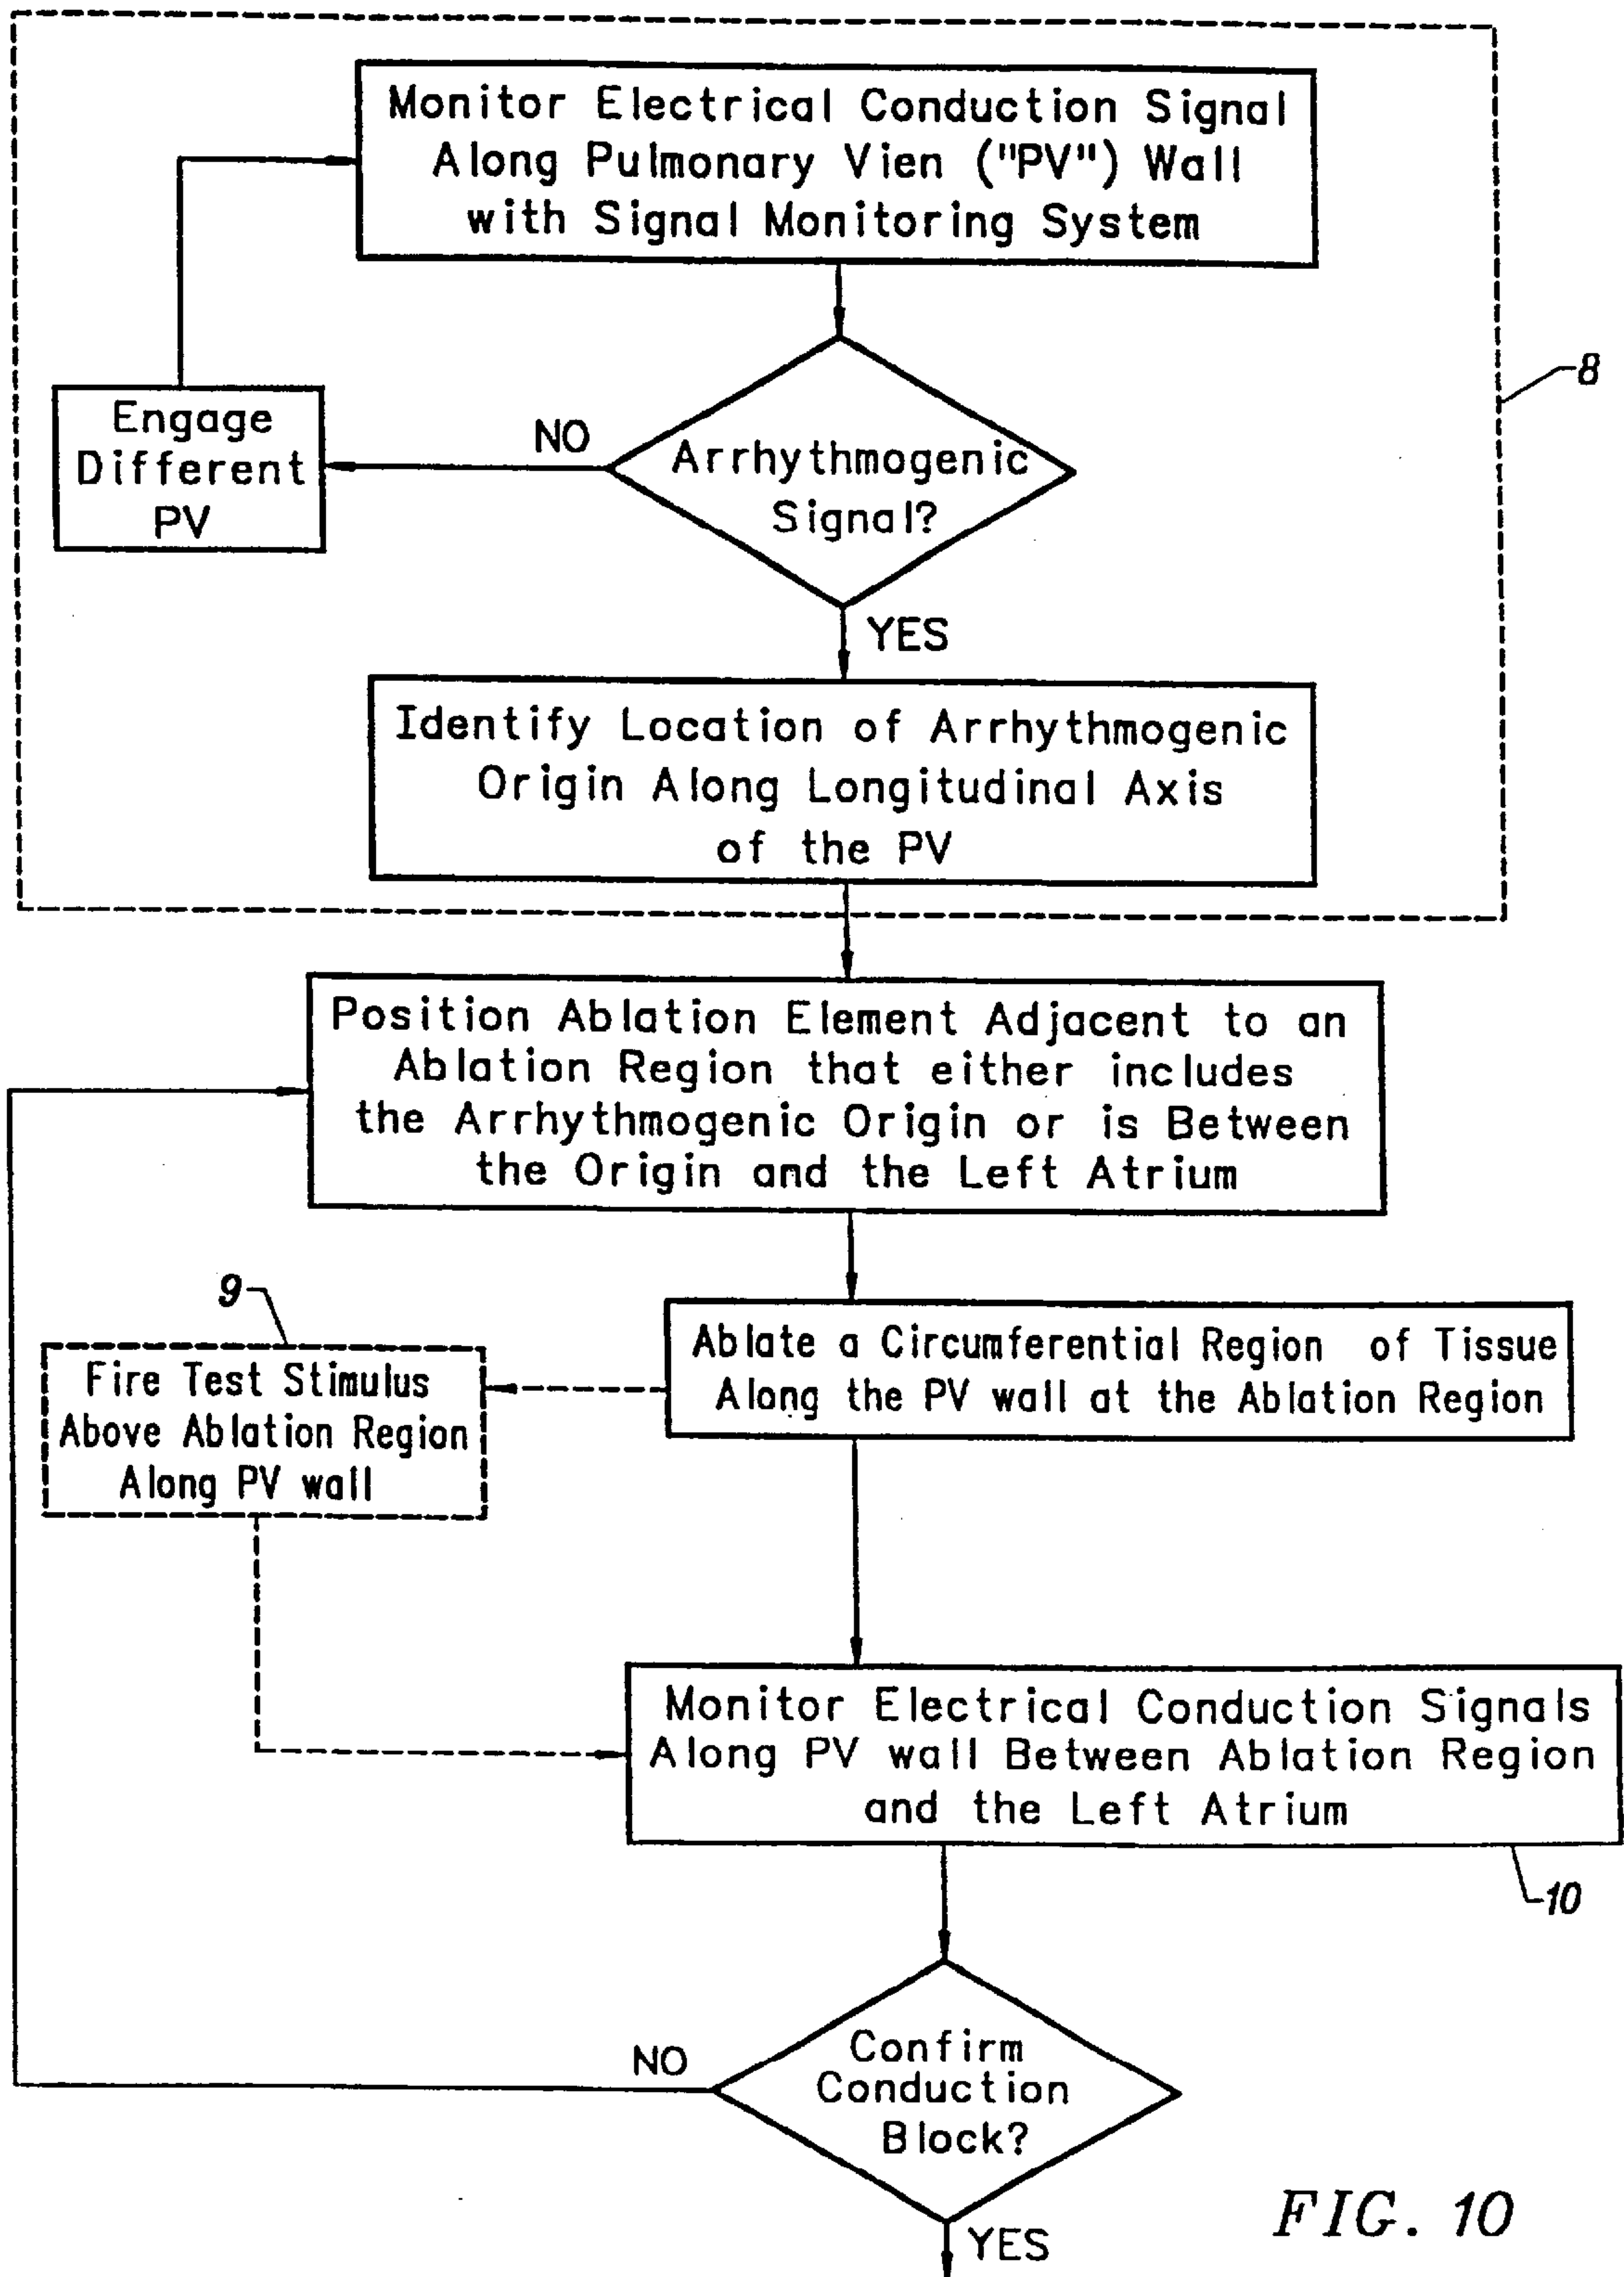 Monitor Electrical Conduction Signal
Along Pulmonary Vien ("PV") Wall
with Signal Monitoring System
8
Engage
Different
PV
NO
Arrhythmogenic
Signal?
YES
Identify Location of Arrhythmogenic
Origin Along Longitudinal Axis
of the PV
Position Ablation Element Adjacent to an
Ablation Region that either includes
the Arrhythmogenic Origin or is Between
the Origin and the Left Atrium
9
Fire Test Stimulus
Above Ablation Region
Along PV wall
Ablate a Circumferential Region of Tissue
Along the PV wall at the Ablation Region
Monitor Electrical Conduction Signals
Along PV wall Between Ablation Region
and the Left Atrium
10
NO
Confirm
Conduction
Block?
YES
FIG. 10